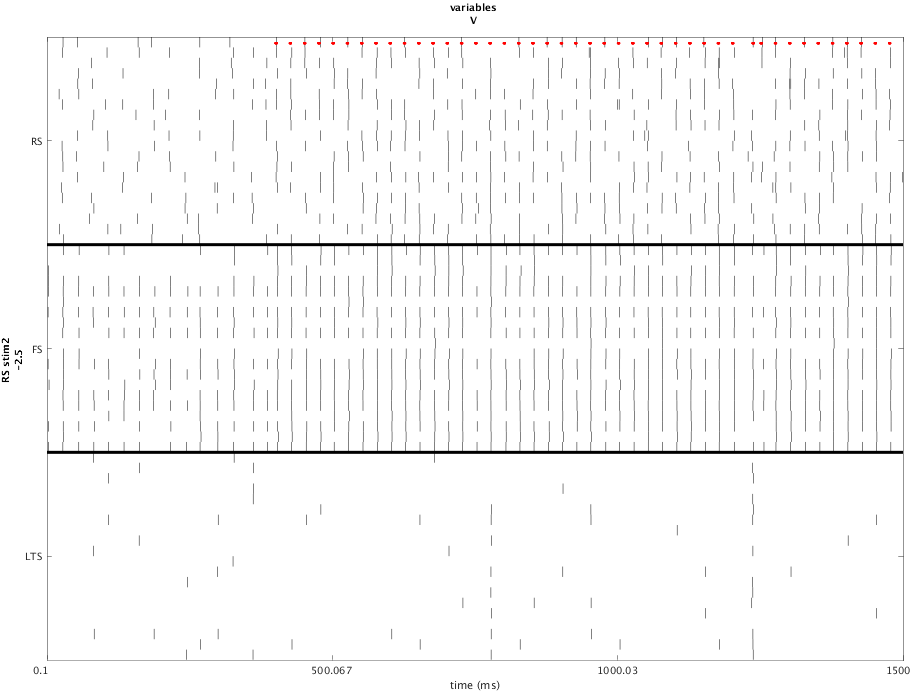 variables
V
RS
FS
LTS
RS stim2
-2.5
0.1
500.067
1000.03
1500
time (ms)